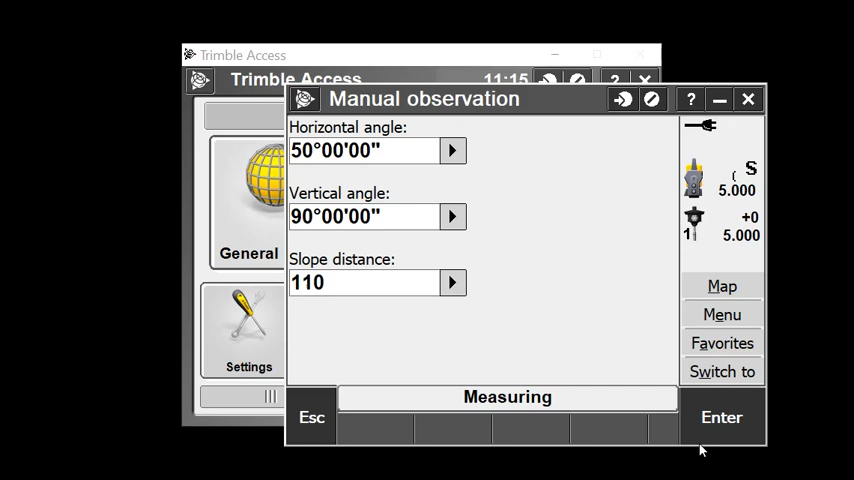 Trimble Access
Trimble Access 11:15 ? X
Manual observation ?
Horizontal angle:
50°00'00"
Vertical angle:
90°00'00"
Slope distance:
110
General
Settings
S
5.000
+0
1 5.000
Map
Menu
Favorites
Switch to
Measuring
Esc
Enter